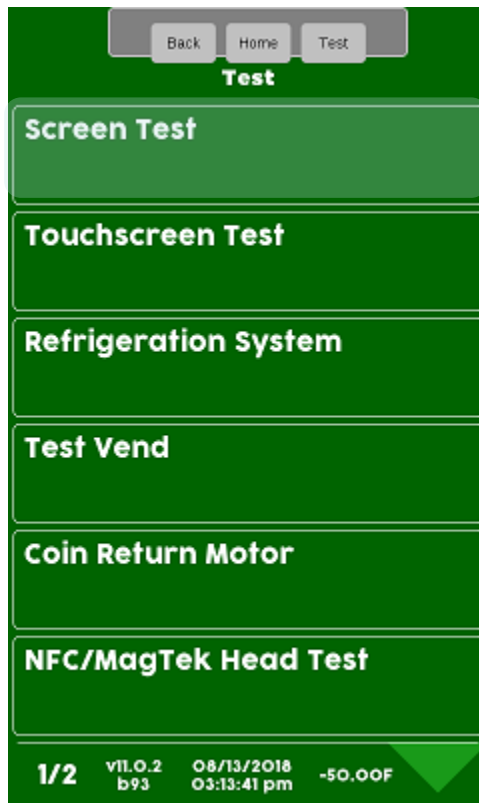 Back Home Test
Test
Screen Test
Touchscreen Test
Refrigeration System
Test Vend
Coin Return Motor
NFC/MagTek Head Test
1/2 v11.0.2 b93 08/13/2018 03:13:41 pm -50.00F